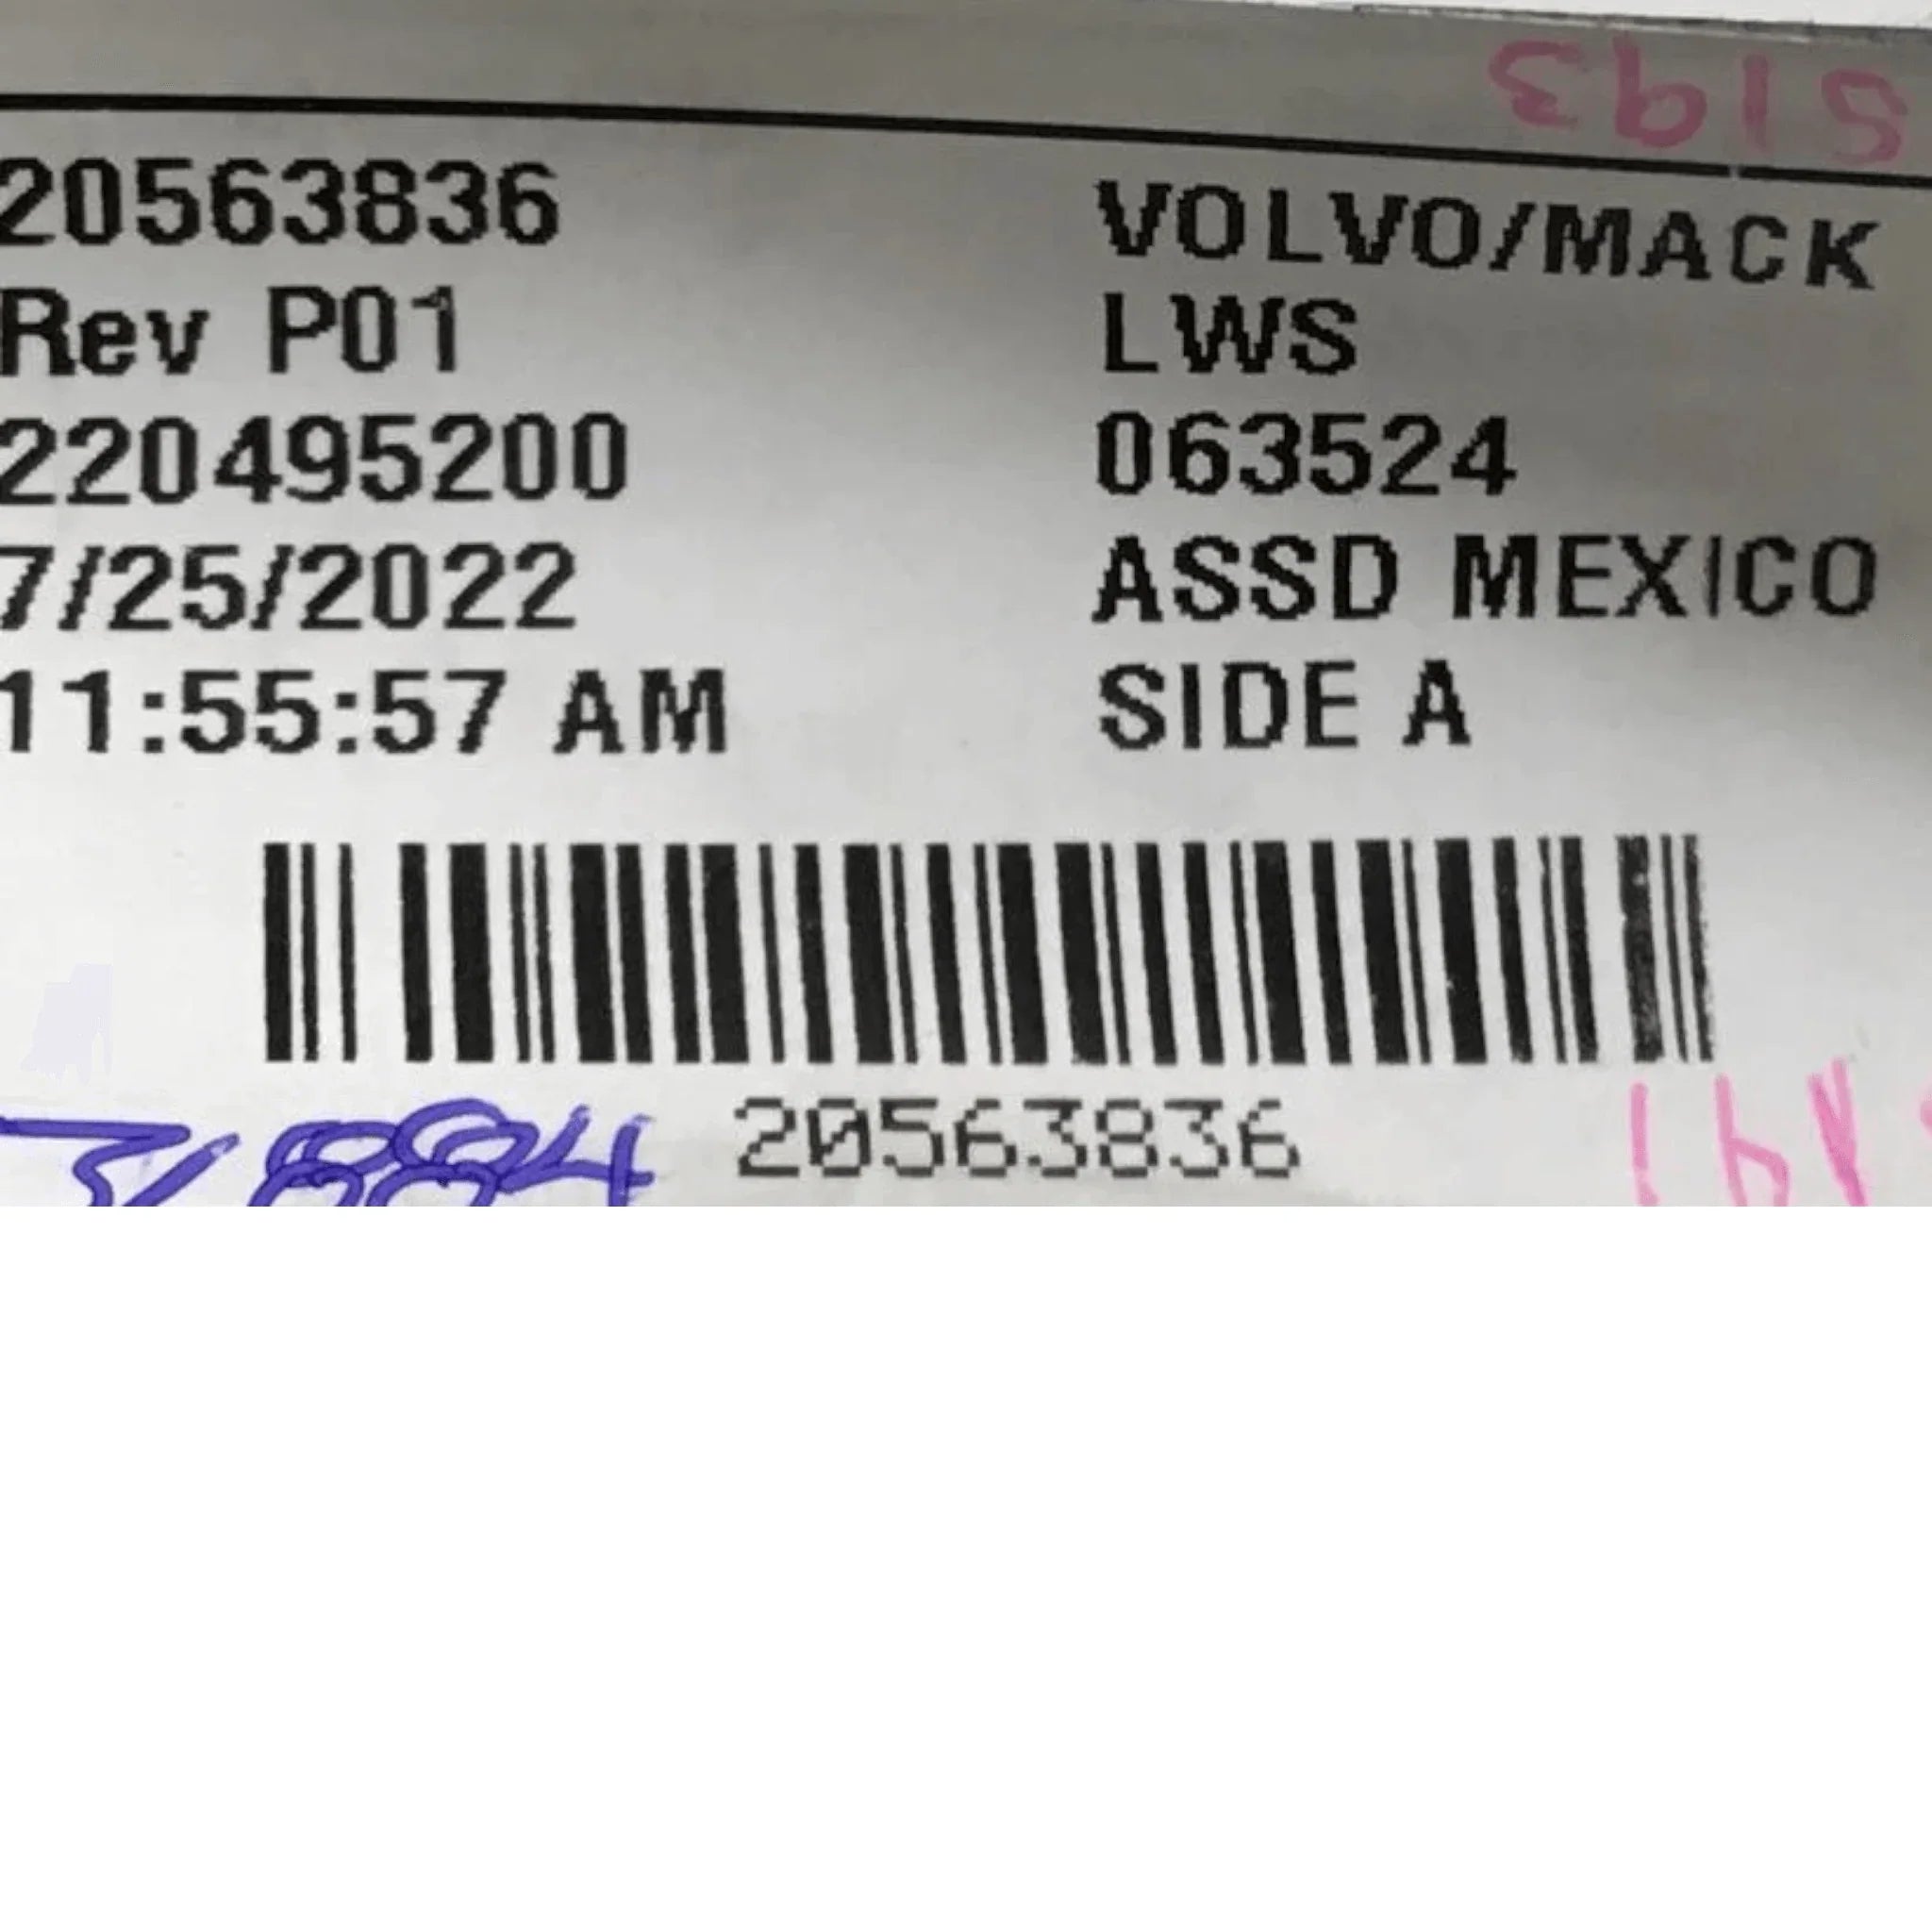 5193
20563836
Rev P01
220495200
7/25/2022
11:55:57 AM
VOLVO/MACK
LWS
063524
ASSD MEXICO
SIDE A
20563836